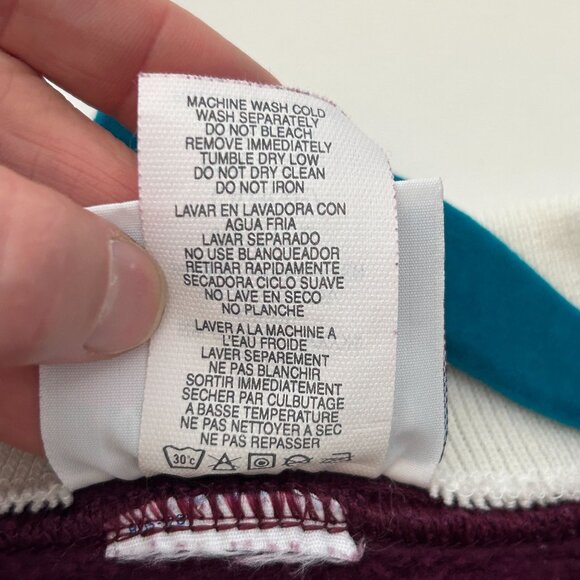 MACHINE WASH COLD
WASH SEPARATELY
DO NOT BLEACH
REMOVE IMMEDIATELY
TUMBLE DRY LOW
DO NOT DRY CLEAN
DO NOT IRON
LAVAR EN LAVADORA CON
AGUA FRIA
LAVAR SEPARADO
NO USE BLANQUEADOR
RETIRAR RAPIDAMENTE
SECADORA CICLO SUAVE
NO LAVE EN SECO
NO PLANCHE
LAVER A LA MACHINE A
L'EAU FROIDE
LAVER SEPAREMENT
NE PAS BLANCHIR
SORTIR IMMEDIATEMENT
SECHER PAR CULBUTAGE
A BASSE TEMPERATURE
NE PAS NETTOYER A SEC
NE PAS REPASSER
30°C